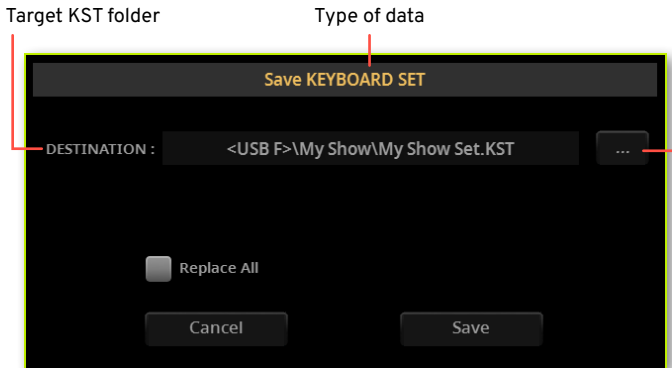 Target KST folder
Type of data
Save KEYBOARD SET
DESTINATION :
<USB F>\My Show\My Show Set.KST
...
Replace All
Cancel
Save